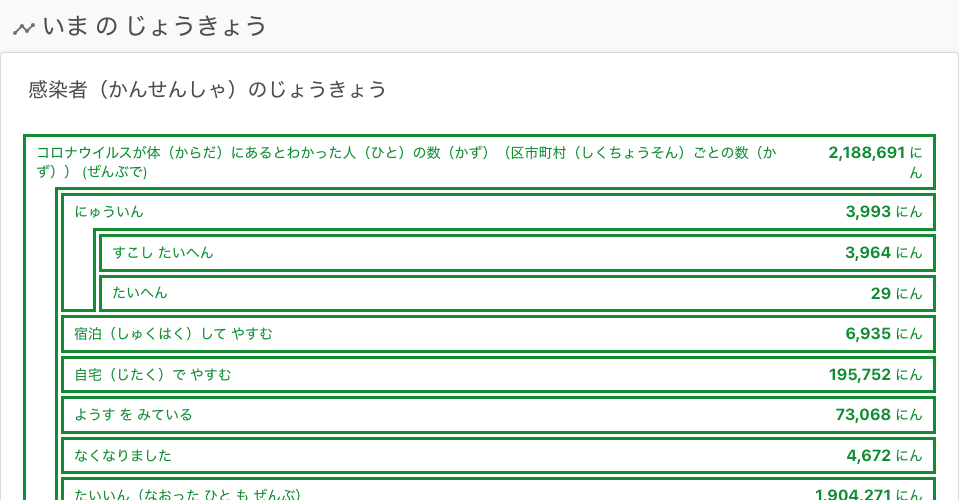 いま の じょうきょう
感染者（かんせんしゃ）のじょうきょう
コロナウイルスが体（からだ）にあるとわかった人（ひと）の数（かず）（区市町村（しくちょうそん）ごとの数（か
ず）） (ぜんぶで)
2,188,691 に
ん
にゅういん 3,993 にん
すこし たいへん 3,964 にん
たいへん 29 にん
宿泊（しゅくはく）して やすむ 6,935 にん
自宅（じたく）で やすむ 195,752 にん
ようす を みている 73,068 にん
なくなりました 4,672 にん
たいいん（なおった ひと も ぜんぶ） 1,904,271 にん